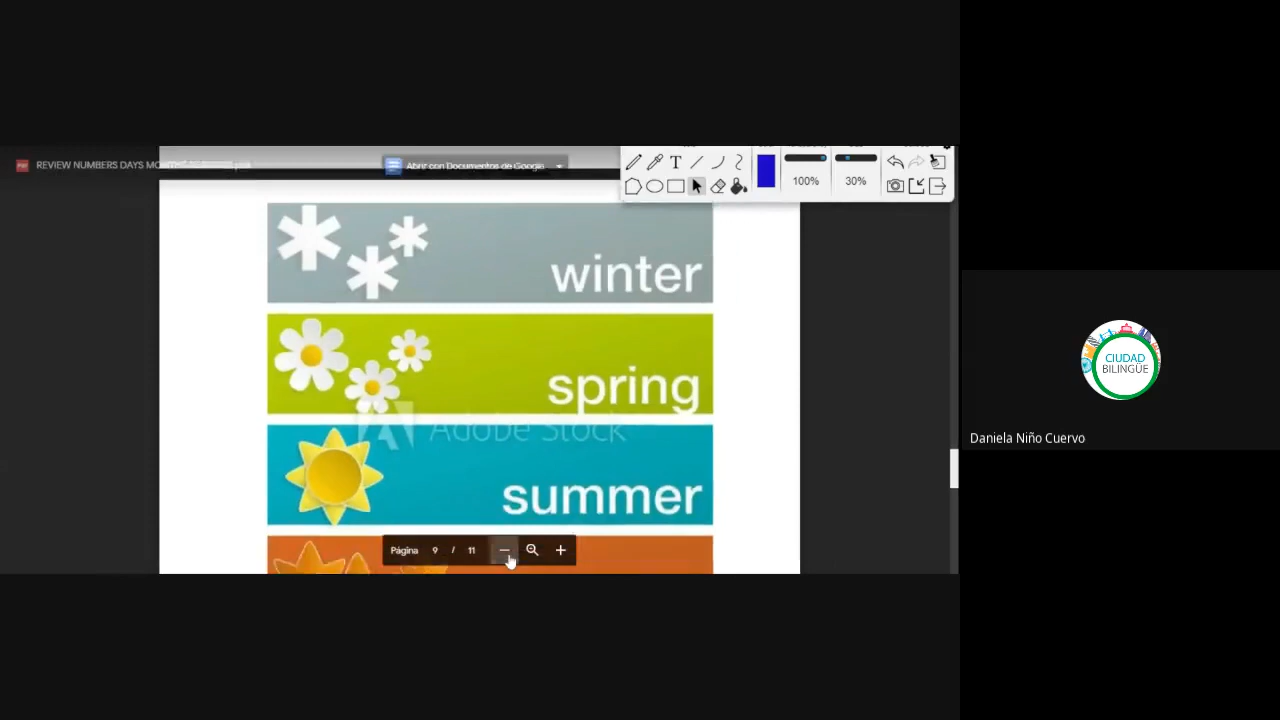 REVIEW NUMBERS DAYS
Abrir con Documentos de Google
100%
30%
winter
spring
Adobe Stock
summer
Página 9 / 11
CIUDAD
BILINGÜE
Daniela Niño Cuervo